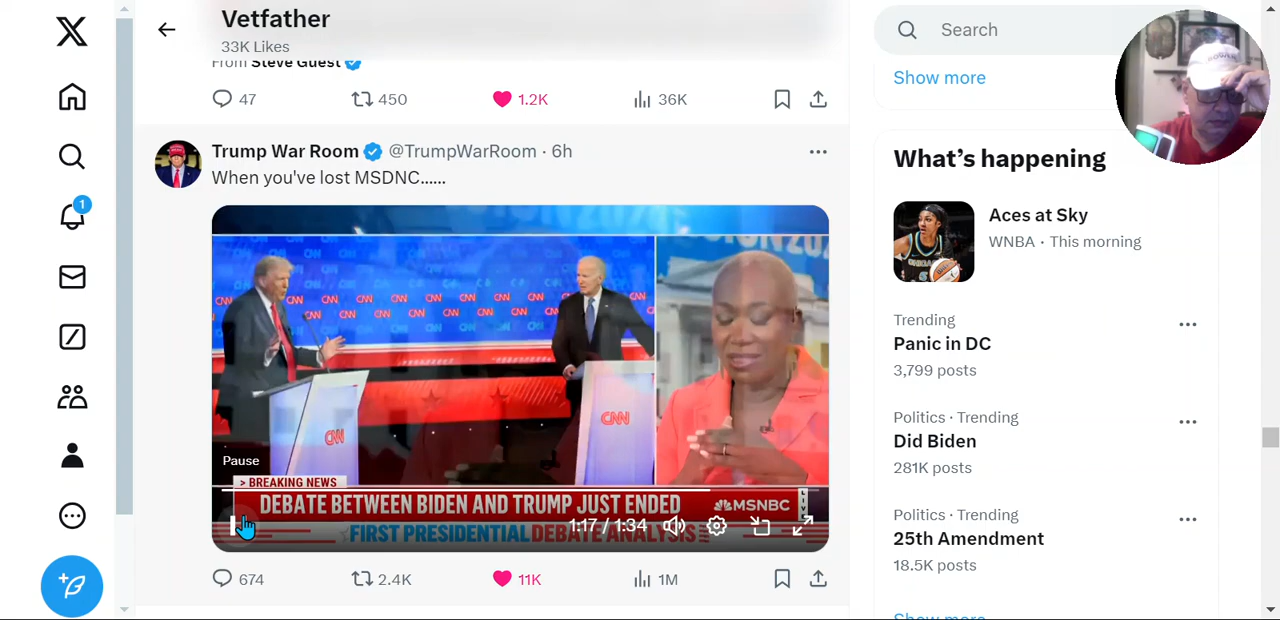 Vetfather
33K Likes
From Steve Guest
47
450
1.2K
36K
Trump War Room @TrumpWarRoom · 6h
When you've lost MSDNC......
CNN
CNN
Pause
> BREAKING NEWS
DEBATE BETWEEN BIDEN AND TRUMP JUST ENDED
MSNBC
LIVE
FIRST PRESIDENTIAL DEBATE ANALYSIS
1:17 / 1:34
674
2.4K
11K
1M
1
Search
Show more
What's happening
Aces at Sky
WNBA · This morning
Trending
Panic in DC
3,799 posts
Politics · Trending
Did Biden
281K posts
Politics · Trending
25th Amendment
18.5K posts
Show more